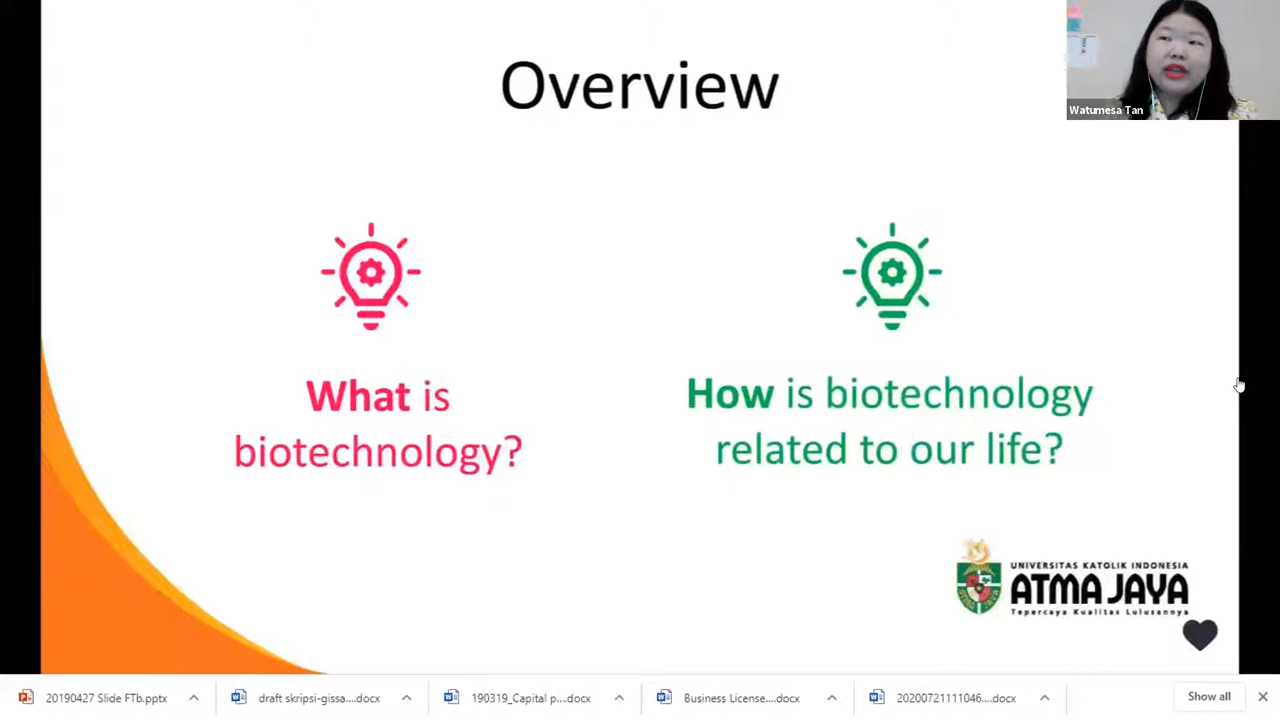 Overview
Watumesa Tan
What is
biotechnology?
How is biotechnology
related to our life?
UNIVERSITAS KATOLIK INDONESIA
ATMA JAYA
Tepercaya Kualitas Lulusannya
20190427 Slide FTb.pptx
draft skripsi-gissa....docx
190319_Capital p....docx
Business License....docx
20200721111046....docx
Show all